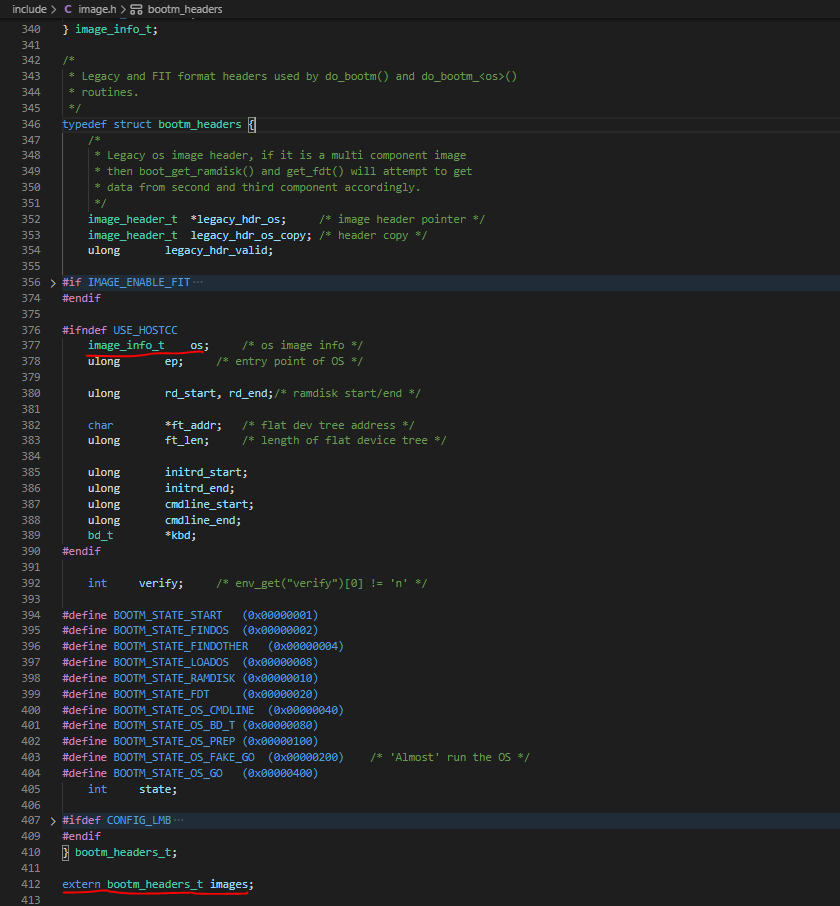 include > C image.h > bootm_headers
340 } image_info_t;
341
342 /*
343  * Legacy and FIT format headers used by do_bootm() and do_bootm_<os>()
344  * routines.
345  */
346 typedef struct bootm_headers {
347     /*
348      * Legacy os image header, if it is a multi component image
349      * then boot_get_ramdisk() and get_fdt() will attempt to get
350      * data from second and third component accordingly.
351      */
352     image_header_t  *legacy_hdr_os;     /* image header pointer */
353     image_header_t  legacy_hdr_os_copy; /* header copy */
354     ulong       legacy_hdr_valid;
355
356 > #if IMAGE_ENABLE_FIT ···
374 #endif
375
376 #ifndef USE_HOSTCC
377     image_info_t    os;     /* os image info */
378     ulong       ep;     /* entry point of OS */
379
380     ulong       rd_start, rd_end;/* ramdisk start/end */
381
382     char        *ft_addr;   /* flat dev tree address */
383     ulong       ft_len;     /* length of flat device tree */
384
385     ulong       initrd_start;
386     ulong       initrd_end;
387     ulong       cmdline_start;
388     ulong       cmdline_end;
389     bd_t        *kbd;
390 #endif
391
392     int     verify;     /* env_get("verify")[0] != 'n' */
393
394 #define BOOTM_STATE_START   (0x00000001)
395 #define BOOTM_STATE_FINDOS  (0x00000002)
396 #define BOOTM_STATE_FINDOTHER   (0x00000004)
397 #define BOOTM_STATE_LOADOS  (0x00000008)
398 #define BOOTM_STATE_RAMDISK (0x00000010)
399 #define BOOTM_STATE_FDT     (0x00000020)
400 #define BOOTM_STATE_OS_CMDLINE  (0x00000040)
401 #define BOOTM_STATE_OS_BD_T (0x00000080)
402 #define BOOTM_STATE_OS_PREP (0x00000100)
403 #define BOOTM_STATE_OS_FAKE_GO  (0x00000200)    /* 'Almost' run the OS */
404 #define BOOTM_STATE_OS_GO   (0x00000400)
405     int     state;
406
407 > #ifdef CONFIG_LMB ···
409 #endif
410 } bootm_headers_t;
411
412 extern bootm_headers_t images;
413